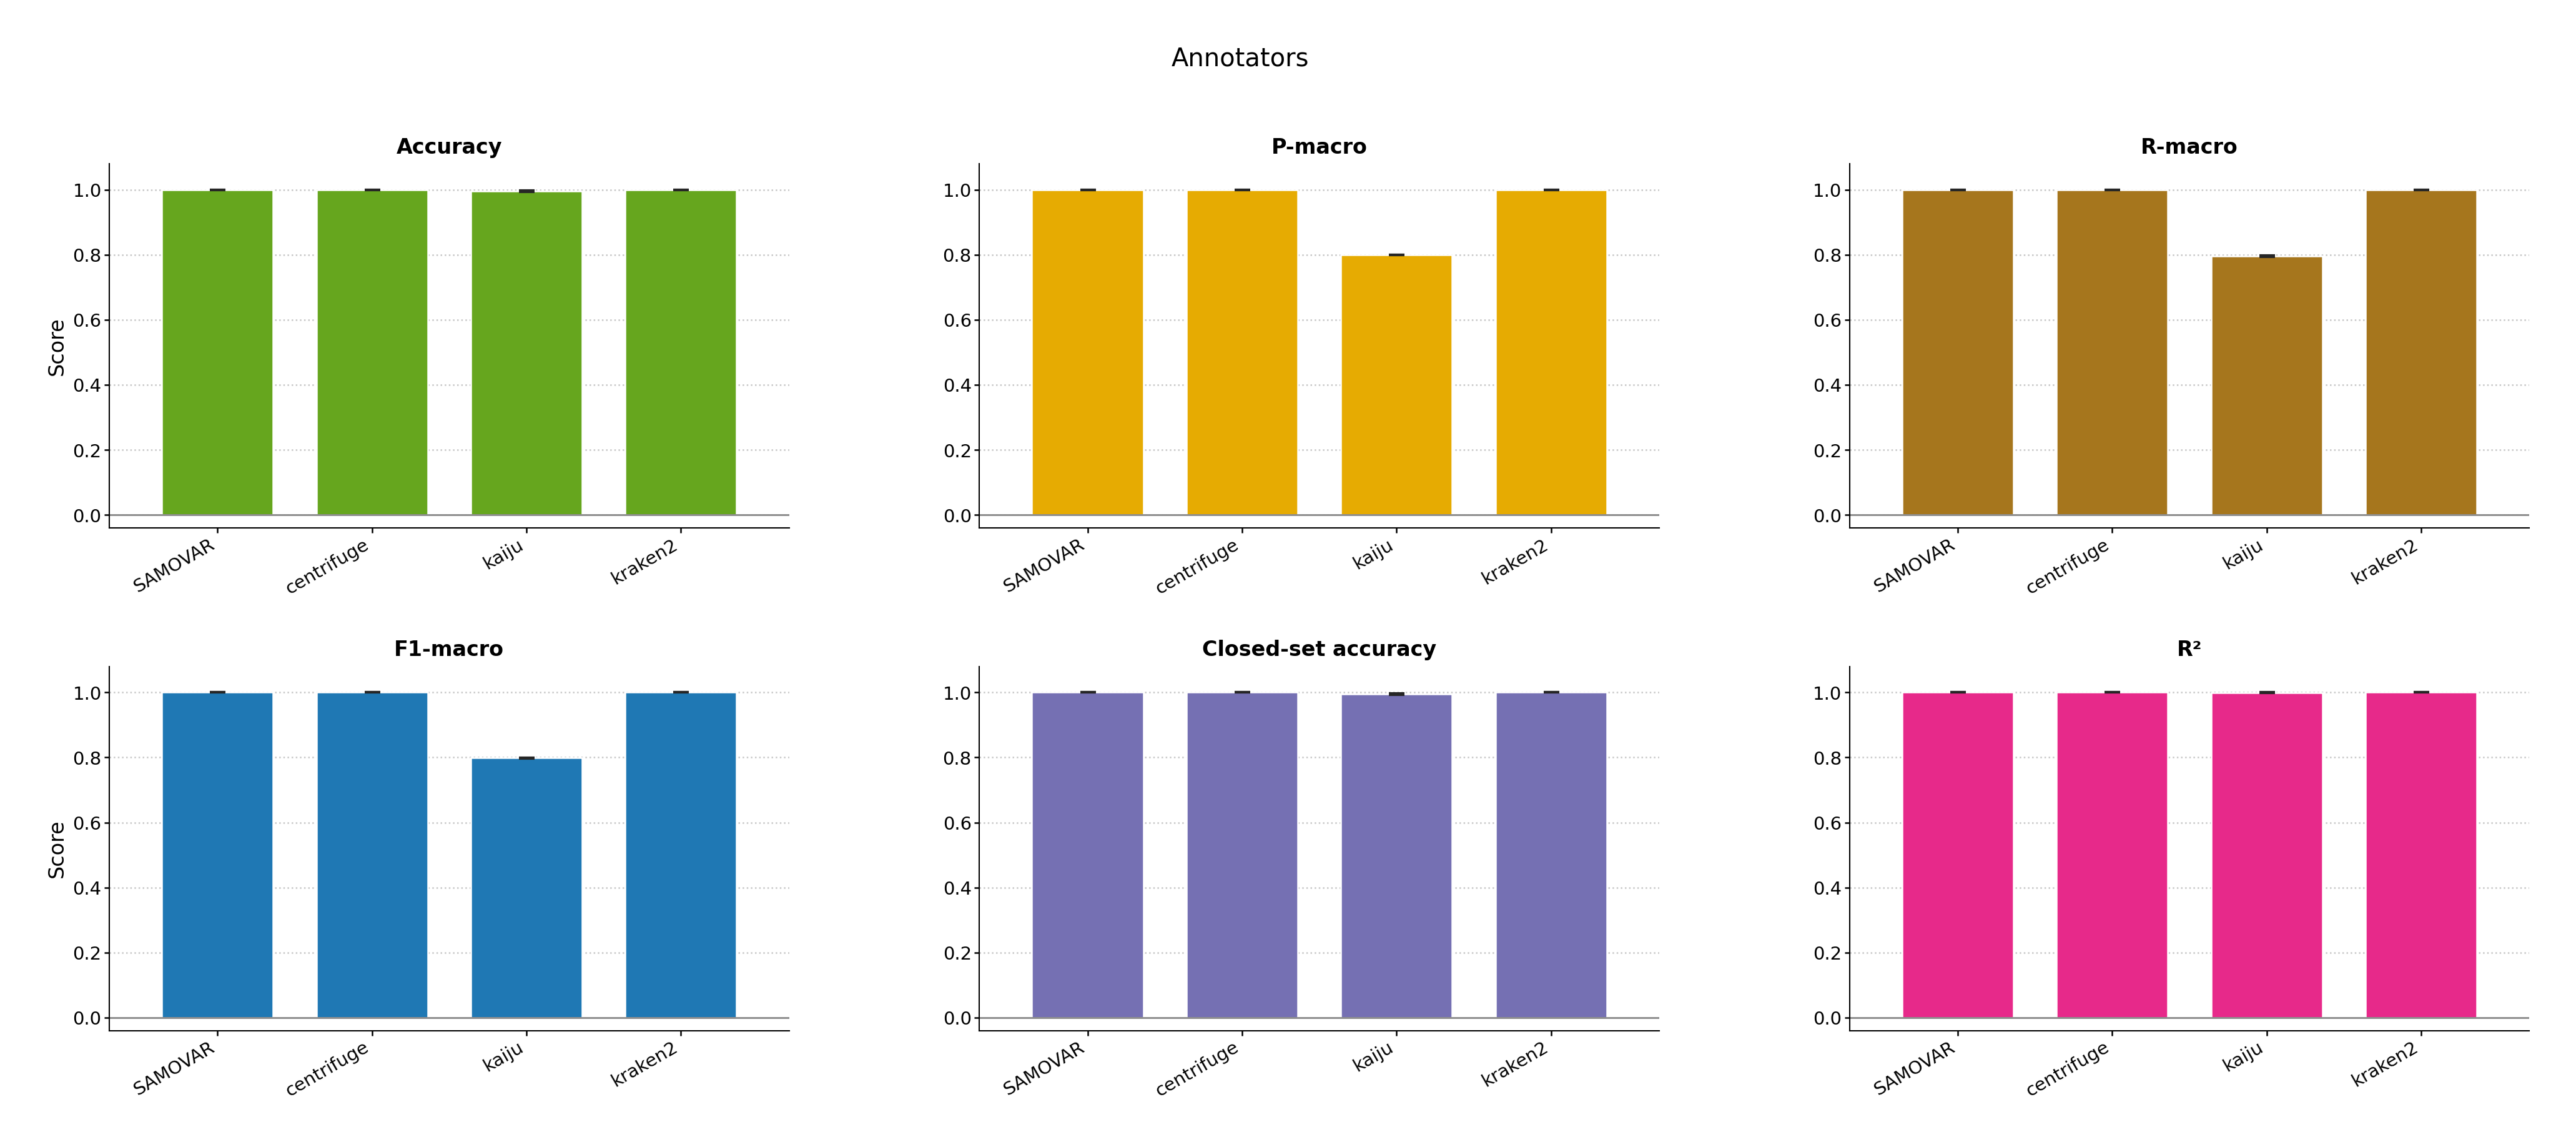 Annotators
Accuracy
P-macro
R-macro
Score
1.0
0.8
0.6
0.4
0.2
0.0
SAMOVAR
centrifuge
kaiju
kraken2
1.0
0.8
0.6
0.4
0.2
0.0
SAMOVAR
centrifuge
kaiju
kraken2
1.0
0.8
0.6
0.4
0.2
0.0
SAMOVAR
centrifuge
kaiju
kraken2
F1-macro
Closed-set accuracy
R²
Score
1.0
0.8
0.6
0.4
0.2
0.0
SAMOVAR
centrifuge
kaiju
kraken2
1.0
0.8
0.6
0.4
0.2
0.0
SAMOVAR
centrifuge
kaiju
kraken2
1.0
0.8
0.6
0.4
0.2
0.0
SAMOVAR
centrifuge
kaiju
kraken2